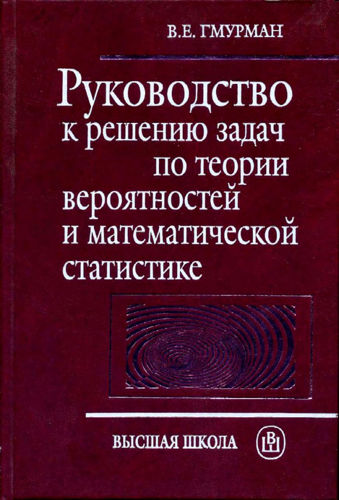 В.Е. ГМУРМАН
РУКОВОДСТВО
К РЕШЕНИЮ ЗАДАЧ
ПО ТЕОРИИ
ВЕРОЯТНОСТЕЙ
И МАТЕМАТИЧЕСКОЙ
СТАТИСТИКЕ
ВЫСШАЯ ШКОЛА
ВШ